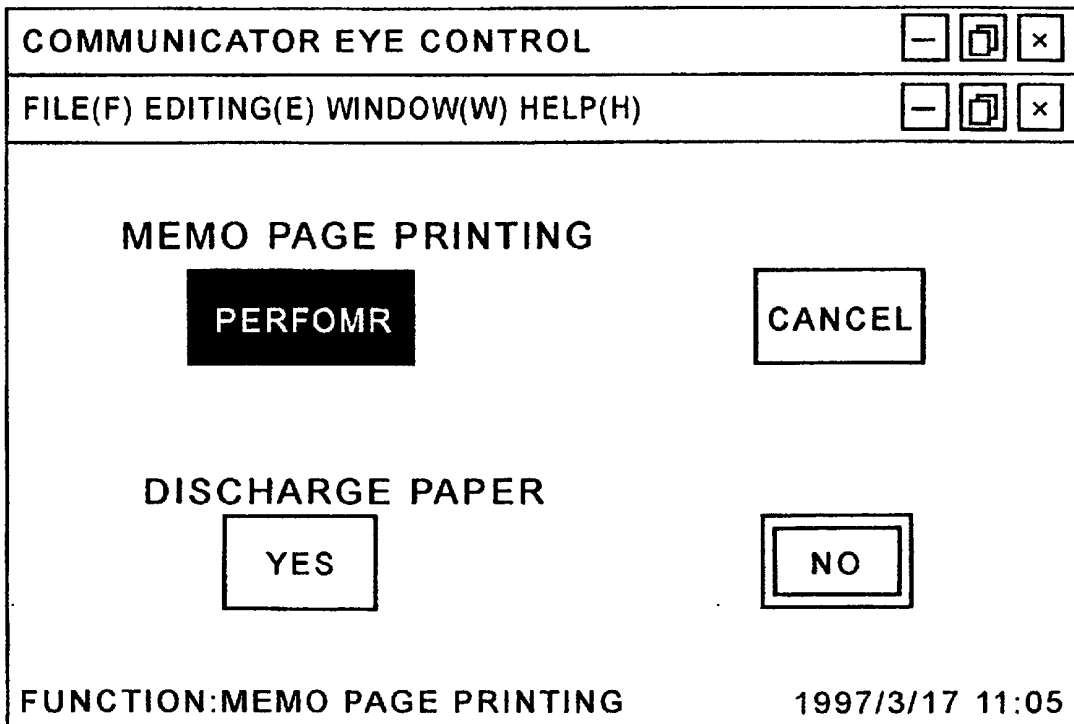 COMMUNICATOR EYE CONTROL
FILE(F) EDITING(E) WINDOW(W) HELP(H)
MEMO PAGE PRINTING
PERFOMR CANCEL
DISCHARGE PAPER
YES NO
FUNCTION:MEMO PAGE PRINTING 1997/3/17 11:05